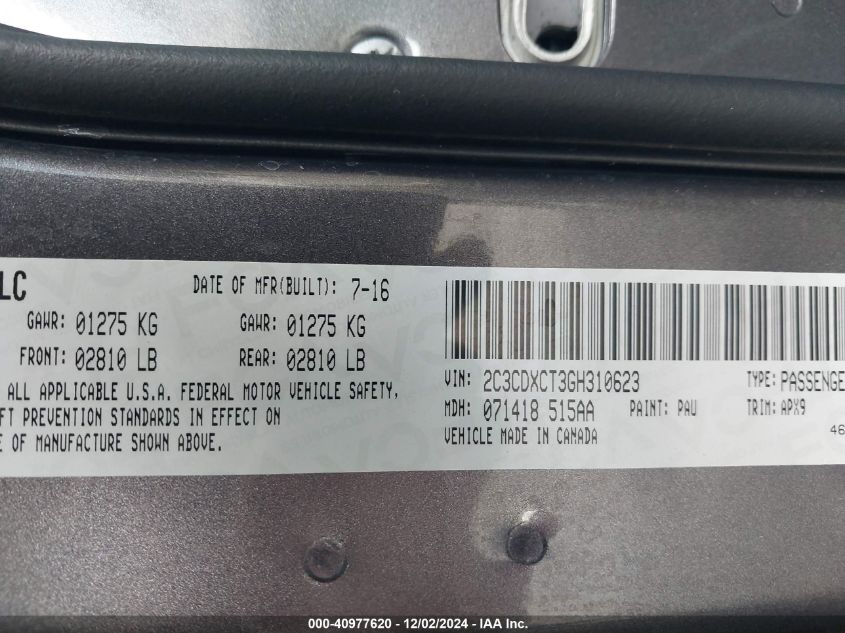 LC DATE OF MFR(BUILT): 7-16
GAWR: 01275 KG GAWR: 01275 KG
FRONT: 02810 LB REAR: 02810 LB
ALL APPLICABLE U.S.A. FEDERAL MOTOR VEHICLE SAFETY,
FT PREVENTION STANDARDS IN EFFECT ON
E OF MANUFACTURE SHOWN ABOVE.
VIN: 2C3CDXCT3GH310623 TYPE: PASSENGE
MDH: 071418 515AA PAINT: PAU TRIM: APX9
VEHICLE MADE IN CANADA 46
000-40977620 - 12/02/2024 - IAA Inc.